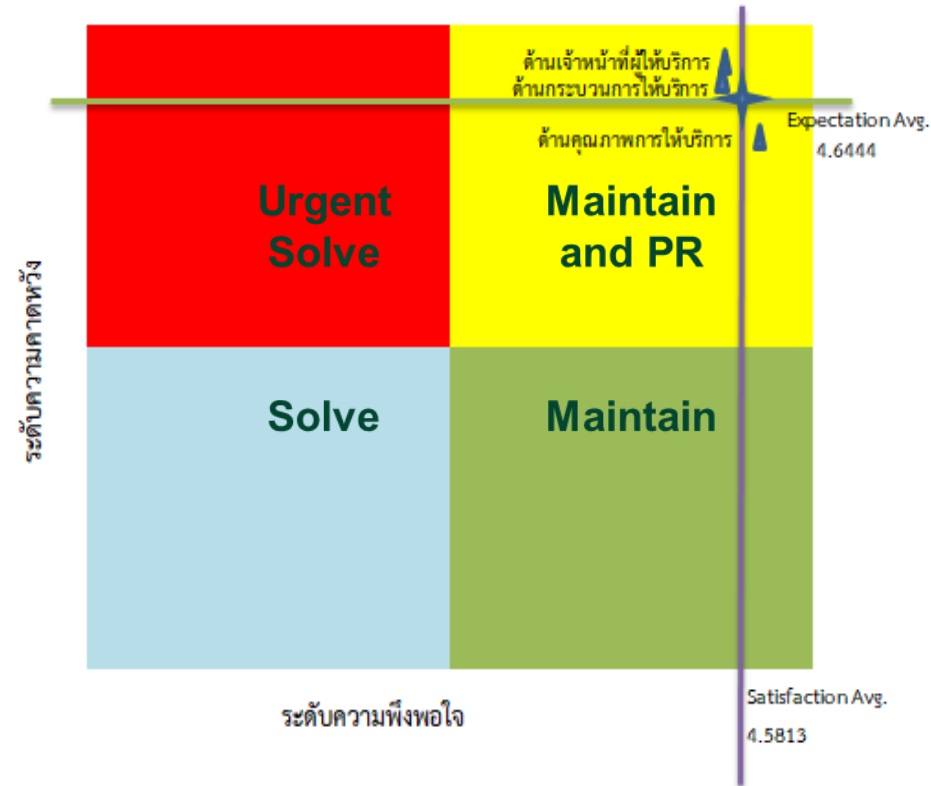 ด้านเจ้าหน้าที่ผู้ให้บริการ
ด้านกระบวนการให้บริการ
Expectation Avg.
4.6444
ด้านคุณภาพการให้บริการ
Urgent
Solve
Maintain
and PR
ระดับความคาดหวัง
Solve
Maintain
ระดับความพึงพอใจ
Satisfaction Avg.
4.5813